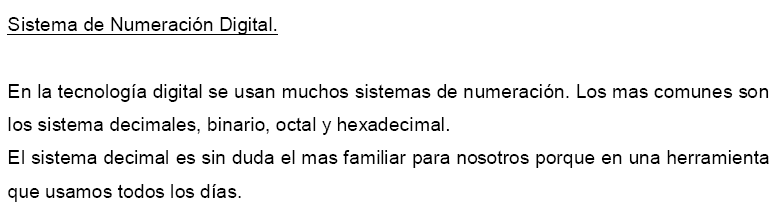 Sistema de Numeración Digital.
En la tecnología digital se usan muchos sistemas de numeración. Los mas comunes son
los sistema decimales, binario, octal y hexadecimal.
El sistema decimal es sin duda el mas familiar para nosotros porque en una herramienta
que usamos todos los días.